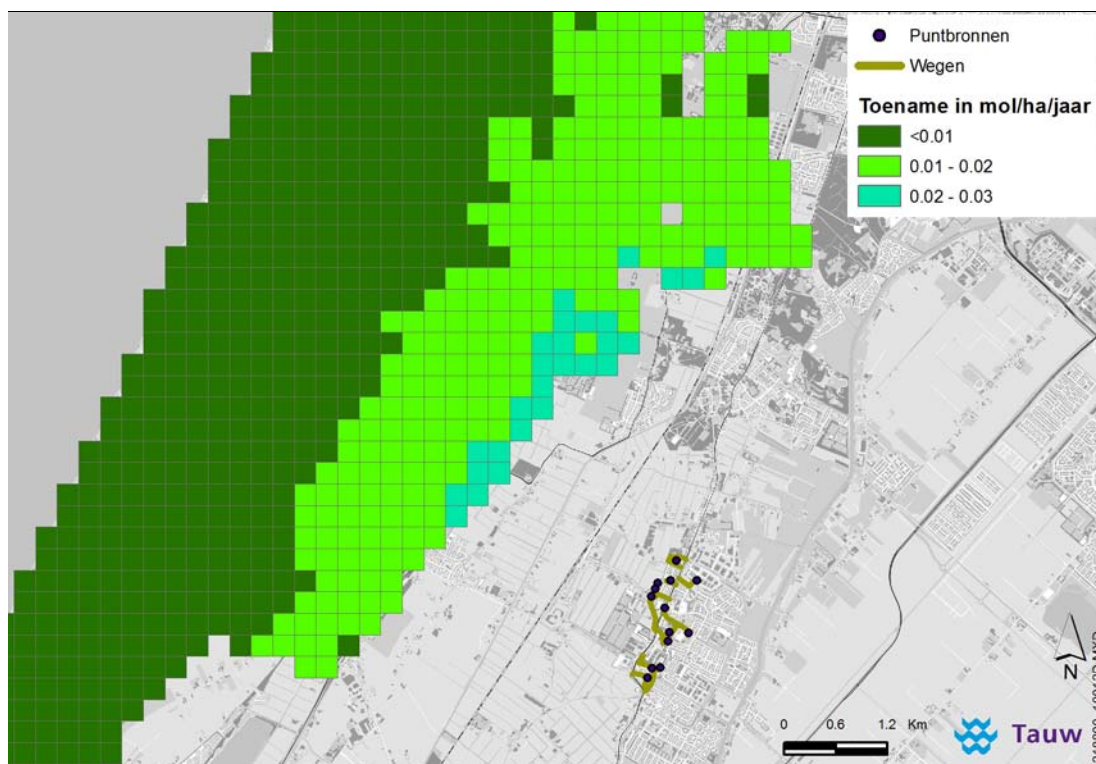 Puntbronnen
Wegen
Toename in mol/ha/jaar
<0.01
0.01 - 0.02
0.02 - 0.03
N
0 0.6 1.2 Km
Tauw